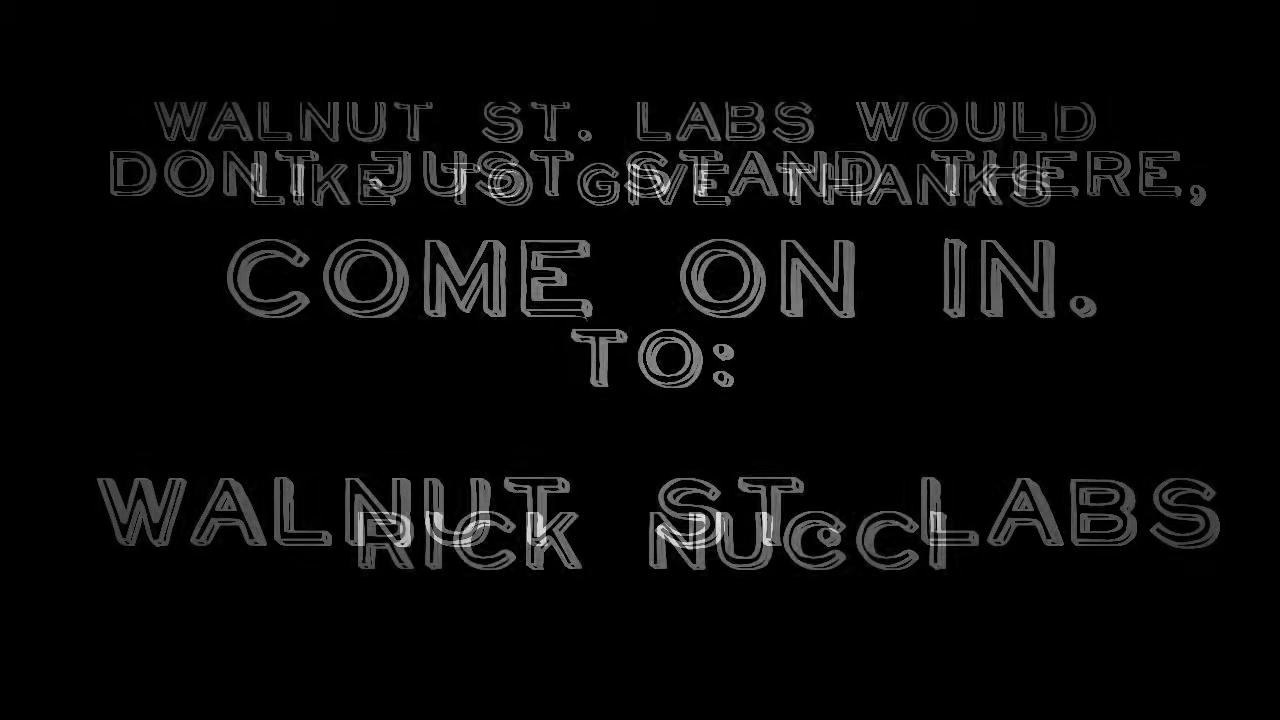 WALNUT ST. LABS WOULD
DON'T JUST STAND THERE,
LIKE TO GIVE THANKS
COME ON IN.
TO:
WALNUT ST. LABS
RICK NUCCI